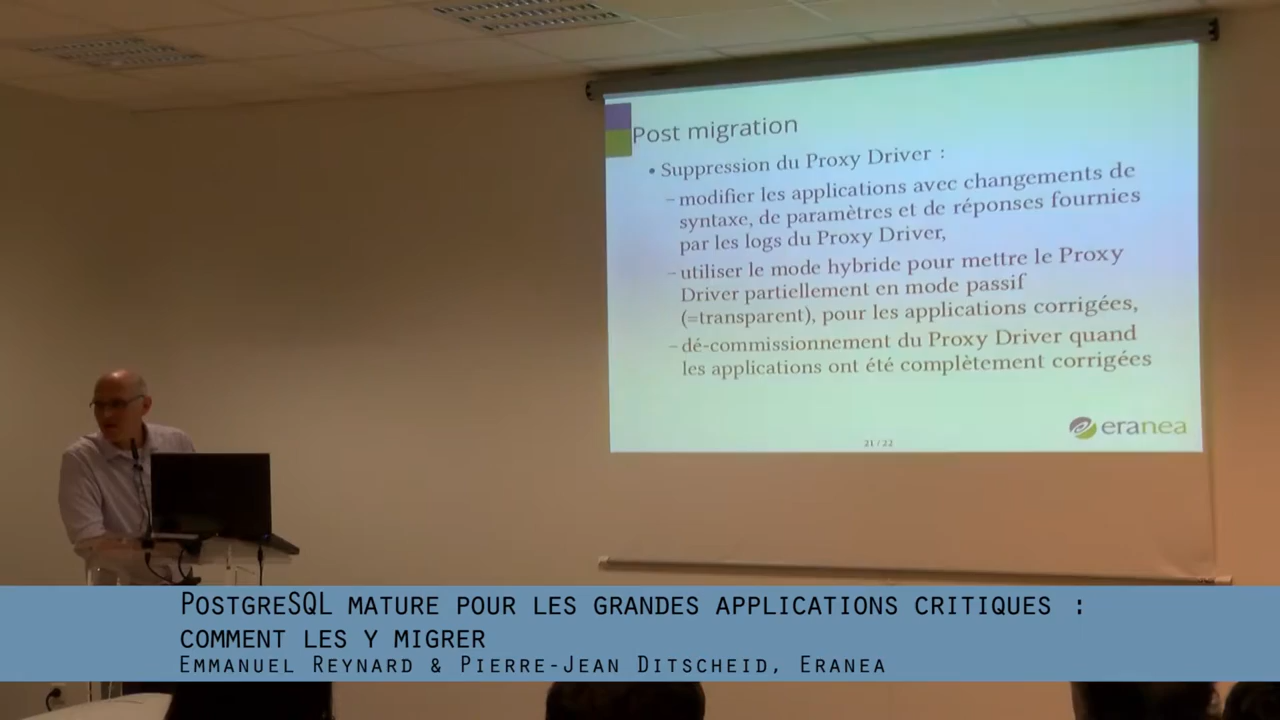 Post migration
• Suppression du Proxy Driver :
– modifier les applications avec changements de
syntaxe, de paramètres et de réponses fournies
par les logs du Proxy Driver,
– utiliser le mode hybride pour mettre le Proxy
Driver partiellement en mode passif
(=transparent), pour les applications corrigées,
– dé-commissionnement du Proxy Driver quand
les applications ont été complètement corrigées
eranea
21 / 22
PostgreSQL mature pour les grandes applications critiques :
comment les y migrer
Emmanuel Reynard & Pierre-Jean Ditscheid, Eranea